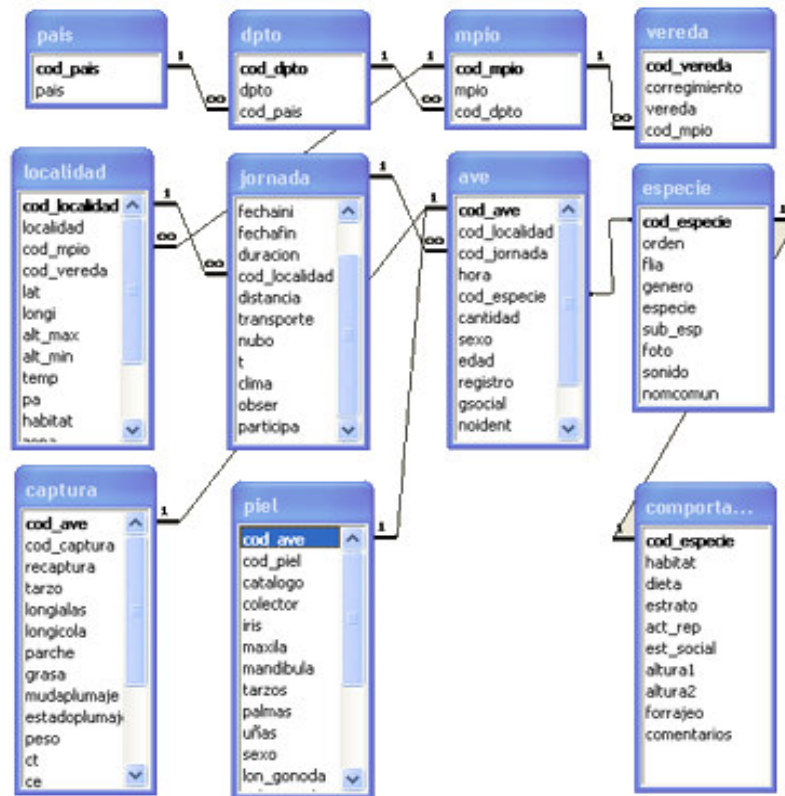 pais
cod_pais
pais
dpto
cod_dpto
dpto
cod_pais
mpio
cod_mpio
mpio
cod_dpto
vereda
cod_vereda
corregimiento
vereda
cod_mpio
1
∞
1
∞
1
∞
1
localidad
cod_localidad
localidad
cod_mpio
cod_vereda
lat
longi
alt_max
alt_min
temp
pa
habitat
1
∞
jornada
fechaini
fechafin
duracion
cod_localidad
distancia
transporte
nubo
t
clima
obser
participa
1
∞
ave
cod_ave
cod_localidad
cod_jornada
hora
cod_especie
cantidad
sexo
edad
registro
gsocial
noident
1
∞
especie
cod_especie
orden
flia
genero
especie
sub_esp
foto
sonido
nomcomun
1
captura
cod_ave
cod_captura
recaptura
tarzo
longialas
longicola
parche
grasa
mudaplumaje
estadoplumaj
peso
ct
ce
1
piel
cod_ave
cod_piel
catalogo
colector
iris
maxila
mandibula
tarzos
palmas
uñas
sexo
lon_gonoda
1
comporta...
cod_especie
habitat
dieta
estrato
act_rep
est_social
altura1
altura2
forrajeo
comentarios
1